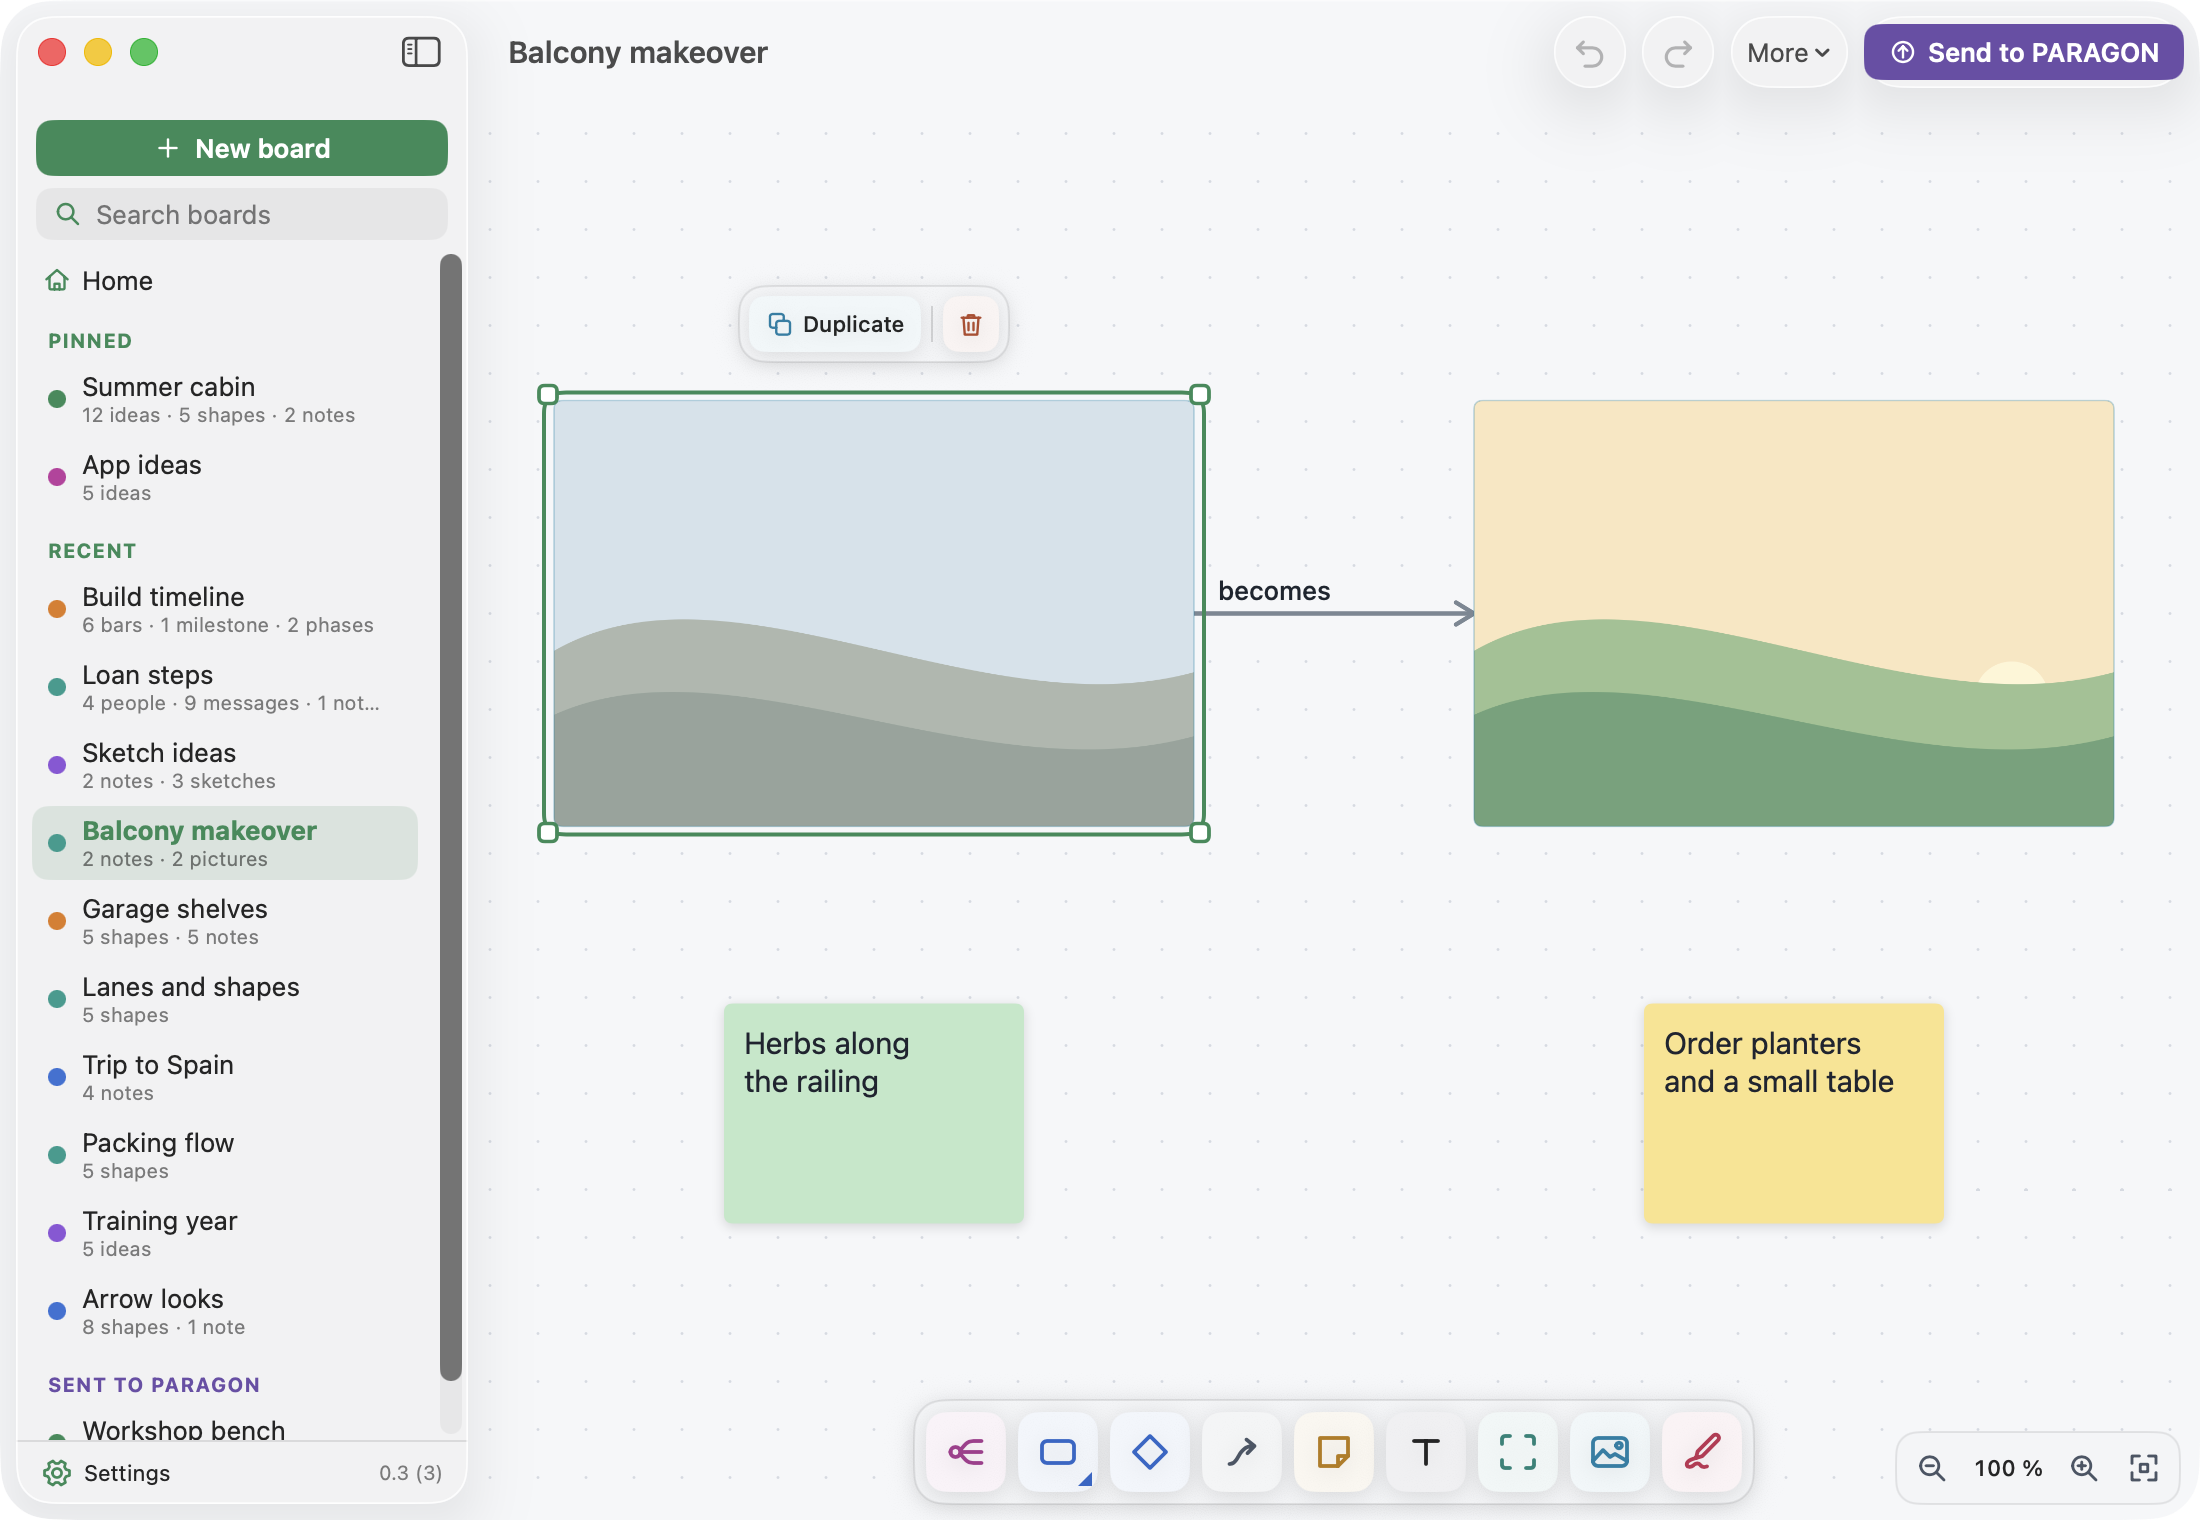 Balcony makeover
More
Send to PARAGON
New board
Search boards
Home
PINNED
Summer cabin
12 ideas · 5 shapes · 2 notes
App ideas
5 ideas
RECENT
Build timeline
6 bars · 1 milestone · 2 phases
Loan steps
4 people · 9 messages · 1 not...
Sketch ideas
2 notes · 3 sketches
Balcony makeover
2 notes · 2 pictures
Garage shelves
5 shapes · 5 notes
Lanes and shapes
5 shapes
Trip to Spain
4 notes
Packing flow
5 shapes
Training year
5 ideas
Arrow looks
8 shapes · 1 note
SENT TO PARAGON
Workshop bench
Settings
0.3 (3)
Duplicate
becomes
Herbs along
the railing
Order planters
and a small table
T
100 %